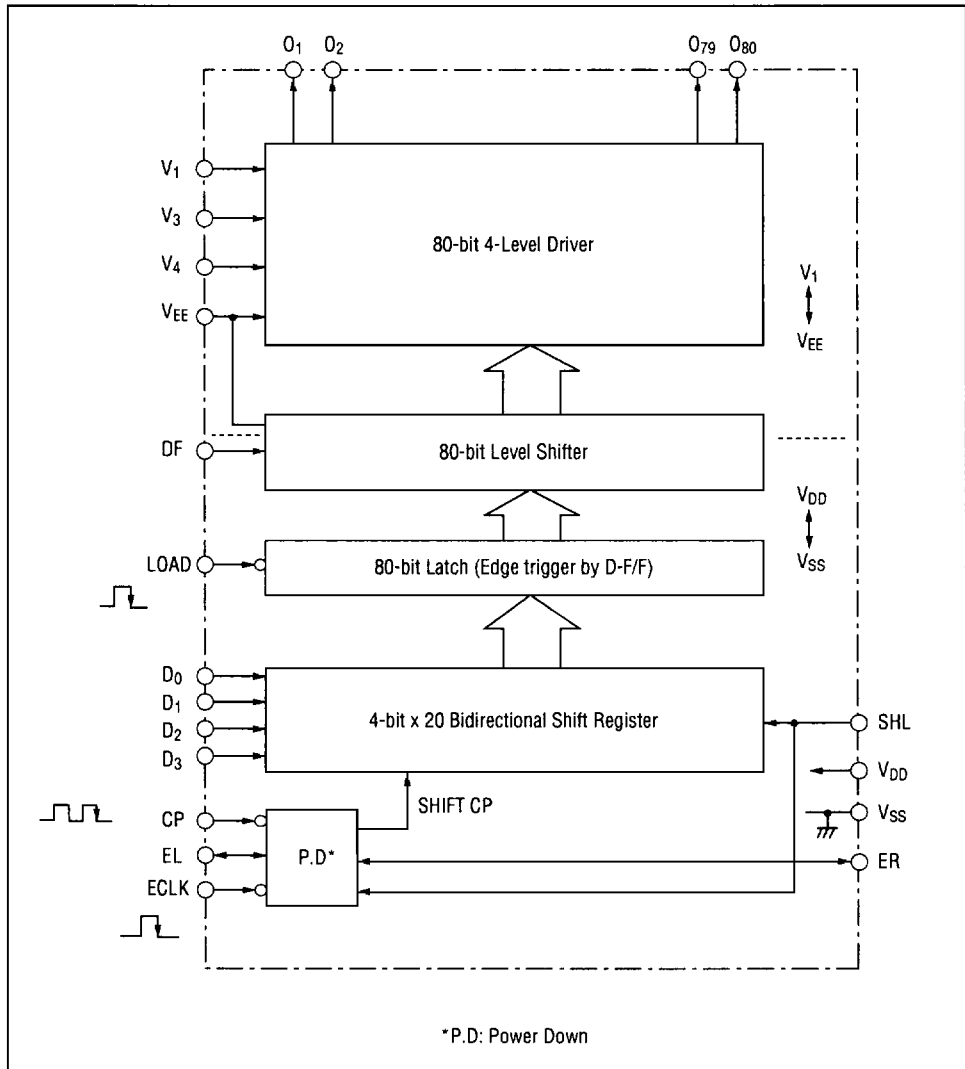 O1 O2 O79 O80
V1
V3
80-bit 4-Level Driver
V4
V1
VEE
VEE
80-bit Level Shifter
DF
VDD
LOAD
80-bit Latch (Edge trigger by D-F/F)
VSS
D0
D1
4-bit x 20 Bidirectional Shift Register
SHL
D2
D3
VDD
SHIFT CP
CP
VSS
EL
P.D*
ER
ECLK
*P.D: Power Down